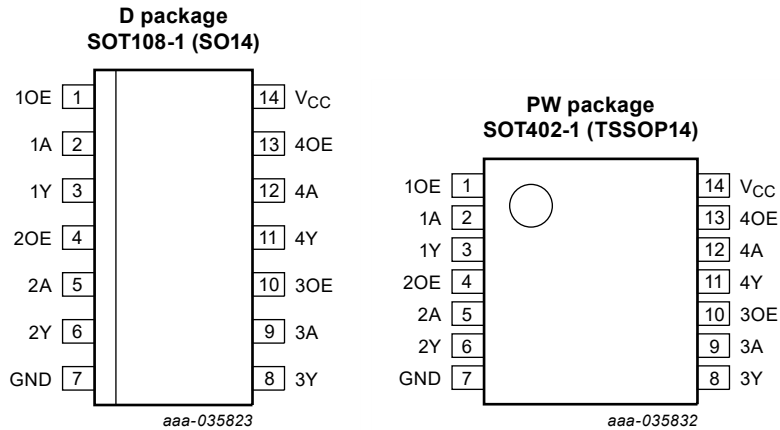 D package
SOT108-1 (SO14)
1OE 1 14 VCC
1A 2 13 4OE
1Y 3 12 4A
2OE 4 11 4Y
2A 5 10 3OE
2Y 6 9 3A
GND 7 8 3Y
aaa-035823
PW package
SOT402-1 (TSSOP14)
1OE 1 14 VCC
1A 2 13 4OE
1Y 3 12 4A
2OE 4 11 4Y
2A 5 10 3OE
2Y 6 9 3A
GND 7 8 3Y
aaa-035832